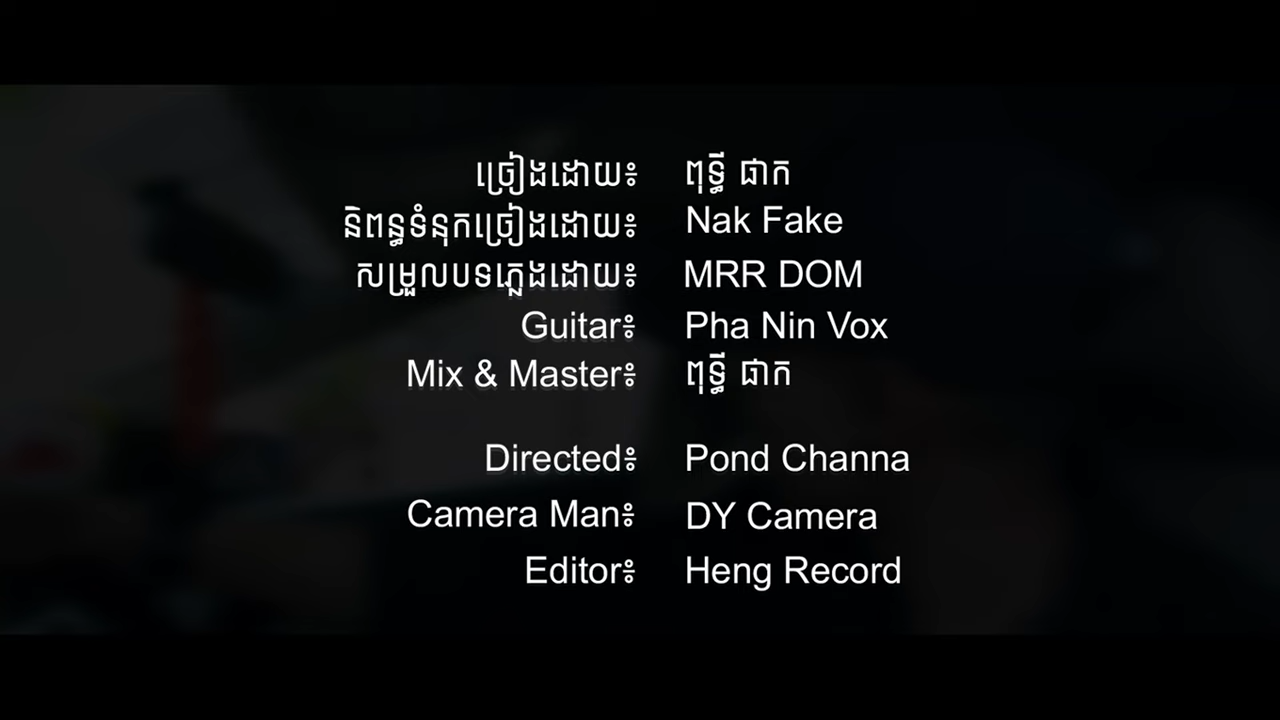 ច្រៀងដោយ៖ ពុទ្ធី ផាក
និពន្ធទំនុកច្រៀងដោយ៖ Nak Fake
សម្រួលបទភ្លេងដោយ៖ MRR DOM
Guitar៖ Pha Nin Vox
Mix & Master៖ ពុទ្ធី ផាក
Directed៖ Pond Channa
Camera Man៖ DY Camera
Editor៖ Heng Record